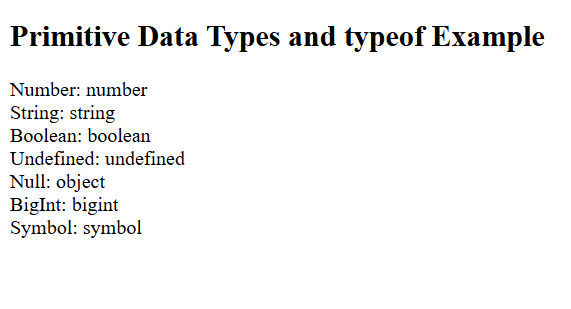 Primitive Data Types and typeof Example
Number: number
String: string
Boolean: boolean
Undefined: undefined
Null: object
BigInt: bigint
Symbol: symbol